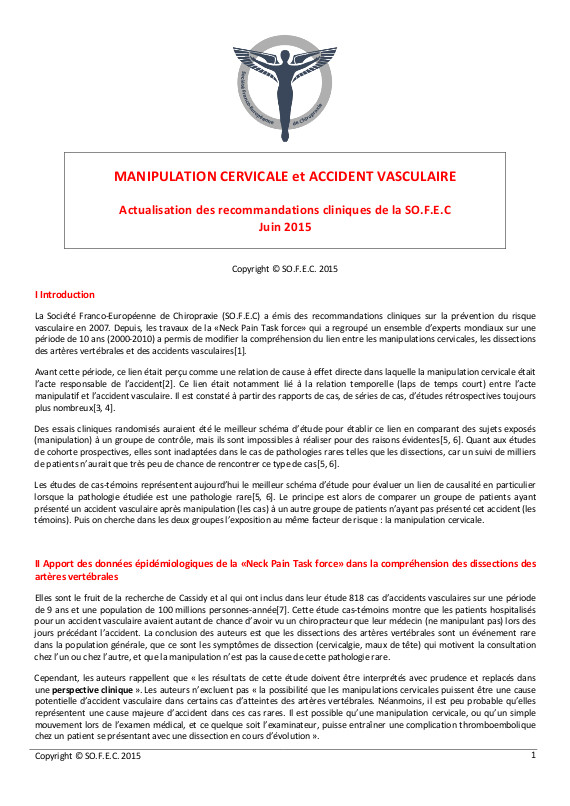 Société Franco-Européenne de Chiropraxie
MANIPULATION CERVICALE et ACCIDENT VASCULAIRE
Actualisation des recommandations cliniques de la SO.F.E.C
Juin 2015
Copyright © SO.F.E.C. 2015
I Introduction
La Société Franco-Européenne de Chiropraxie (SO.F.E.C) a émis des recommandations cliniques sur la prévention du risque
vasculaire en 2007. Depuis, les travaux de la «Neck Pain Task force» qui a regroupé un ensemble d'experts mondiaux sur une
période de 10 ans (2000-2010) a permis de modifier la compréhension du lien entre les manipulations cervicales, les dissections
des artères vertébrales et des accidents vasculaires[1].
Avant cette période, ce lien était perçu comme une relation de cause à effet directe dans laquelle la manipulation cervicale était
l'acte responsable de l'accident[2]. Ce lien était notamment lié à la relation temporelle (laps de temps court) entre l'acte
manipulatif et l'accident vasculaire. Il est constaté à partir des rapports de cas, de séries de cas, d'études rétrospectives toujours
plus nombreux[3, 4].
Des essais cliniques randomisés auraient été le meilleur schéma d'étude pour établir ce lien en comparant des sujets exposés
(manipulation) à un groupe de contrôle, mais ils sont impossibles à réaliser pour des raisons évidentes[5, 6]. Quant aux études
de cohorte prospectives, elles sont inadaptées dans le cas de pathologies rares telles que les dissections, car un suivi de milliers
de patients n'aurait que très peu de chance de rencontrer ce type de cas[5, 6].
Les études de cas-témoins représentent aujourd'hui le meilleur schéma d'étude pour évaluer un lien de causalité en particulier
lorsque la pathologie étudiée est une pathologie rare[5, 6]. Le principe est alors de comparer un groupe de patients ayant
présenté un accident vasculaire après manipulation (les cas) à un autre groupe de patients n'ayant pas présenté cet accident (les
témoins). Puis on cherche dans les deux groupes l'exposition au même facteur de risque : la manipulation cervicale.
II Apport des données épidémiologiques de la «Neck Pain Task force» dans la compréhension des dissections des
artères vertébrales
Elles sont le fruit de la recherche de Cassidy et al qui ont inclus dans leur étude 818 cas d'accidents vasculaires sur une période
de 9 ans et une population de 100 millions personnes-année[7]. Cette étude cas-témoins montre que les patients hospitalisés
pour un accident vasculaire avaient autant de chance d'avoir vu un chiropracteur que leur médecin (ne manipulant pas) lors des
jours précédant l'accident. La conclusion des auteurs est que les dissections des artères vertébrales sont un événement rare
dans la population générale, que ce sont les symptômes de dissection (cervicalgie, maux de tête) qui motivent la consultation
chez l'un ou chez l'autre, et que la manipulation n'est pas la cause de cette pathologie rare.
Cependant, les auteurs rappellent que « les résultats de cette étude doivent être interprétés avec prudence et replacés dans
une perspective clinique ». Les auteurs n'excluent pas « la possibilité que les manipulations cervicales puissent être une cause
potentielle d'accident vasculaire dans certains cas d'atteintes des artères vertébrales. Néanmoins, il est peu probable qu'elles
représentent une cause majeure d'accident dans ces cas rares. Il est possible qu'une manipulation cervicale, ou qu'un simple
mouvement lors de l'examen médical, et ce quelque soit l'examinateur, puisse entraîner une complication thromboembolique
chez un patient se présentant avec une dissection en cours d'évolution ».
Copyright © SO.F.E.C. 2015 1